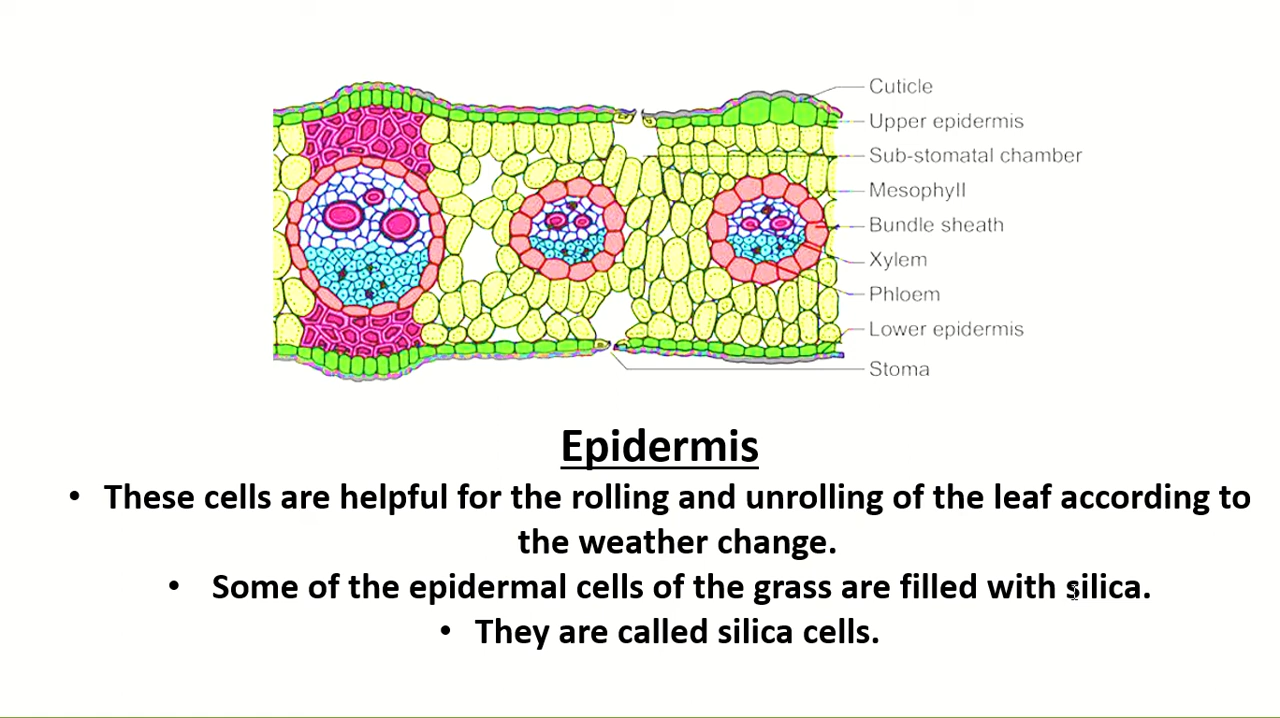 Cuticle
Upper epidermis
Sub-stomatal chamber
Mesophyll
Bundle sheath
Xylem
Phloem
Lower epidermis
Stoma
Epidermis
• These cells are helpful for the rolling and unrolling of the leaf according to
the weather change.
• Some of the epidermal cells of the grass are filled with silica.
• They are called silica cells.